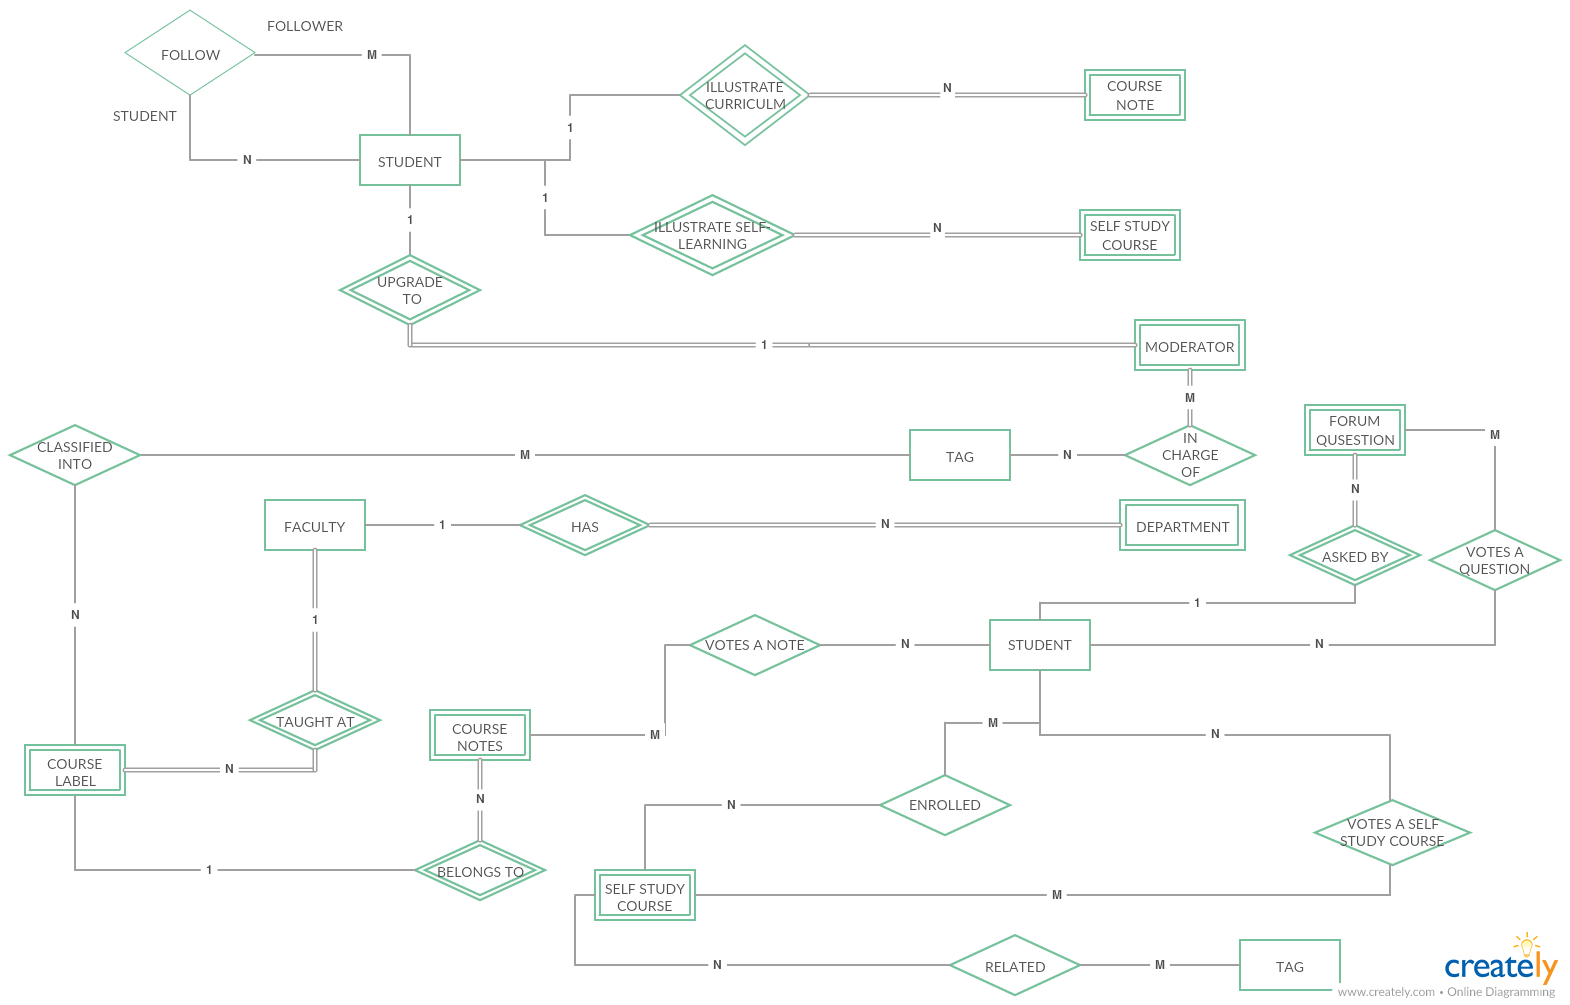 FOLLOWER
FOLLOW
M
STUDENT
N
STUDENT
1
ILLUSTRATE
CURRICULM
N
COURSE
NOTE
1
ILLUSTRATE SELF-
LEARNING
N
SELF STUDY
COURSE
1
UPGRADE
TO
1
MODERATOR
M
IN
CHARGE
OF
N
TAG
M
CLASSIFIED
INTO
N
FORUM
QUSESTION
M
N
ASKED BY
VOTES A
QUESTION
FACULTY
1
HAS
N
DEPARTMENT
1
TAUGHT AT
N
COURSE
LABEL
1
BELONGS TO
N
COURSE
NOTES
M
VOTES A NOTE
N
STUDENT
1
N
M
N
ENROLLED
N
VOTES A SELF
STUDY COURSE
SELF STUDY
COURSE
M
N
RELATED
M
TAG
creately
www.creately.com • Online Diagramming